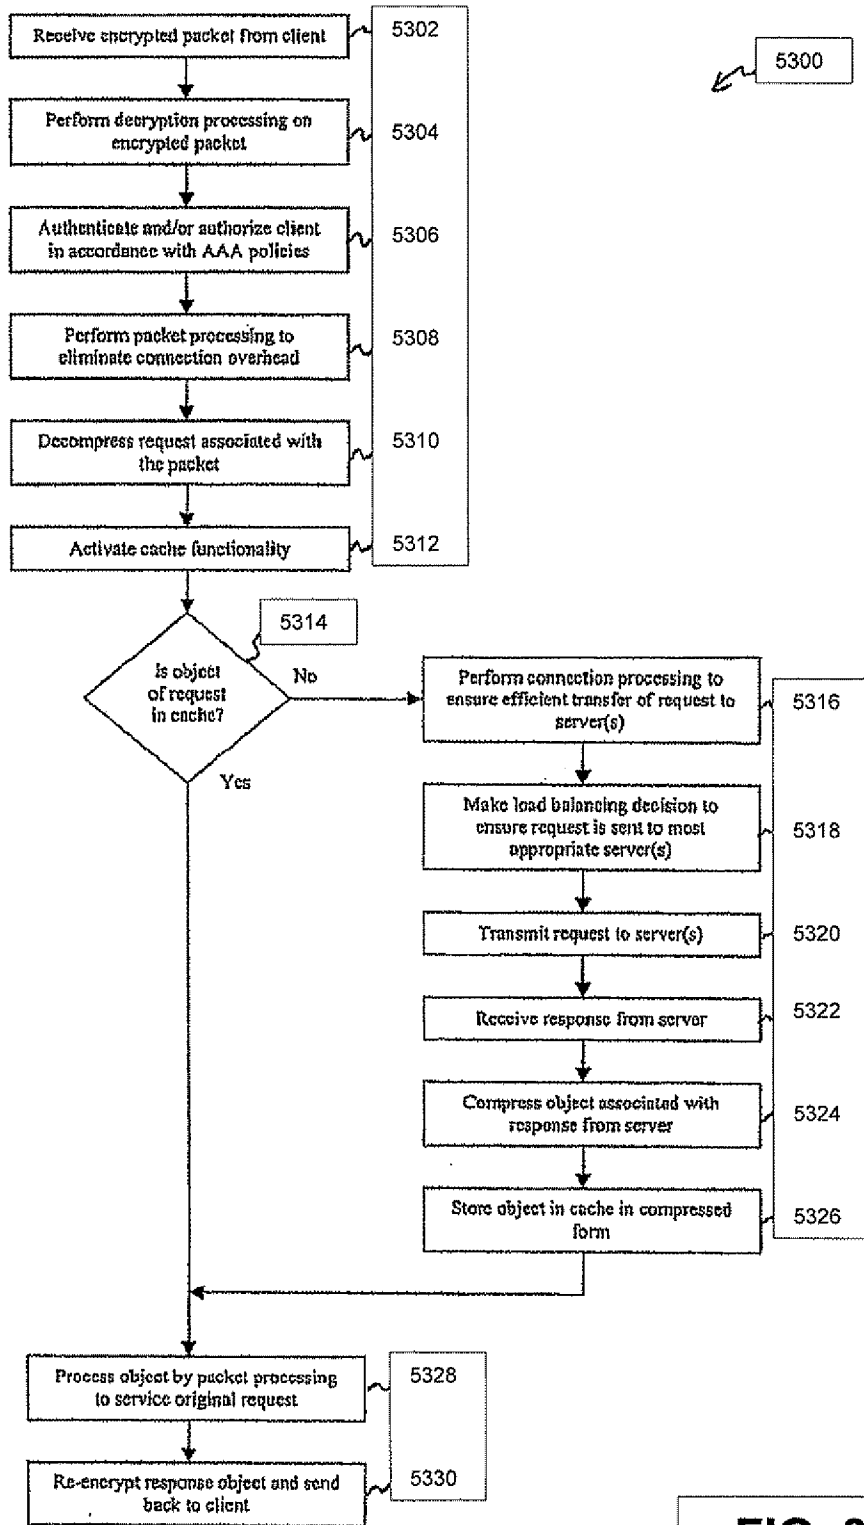 Receive encrypted packet from client
5302
5300
Perform decryption processing on
encrypted packet
5304
Authenticate and/or authorize client
in accordance with AAA policies
5306
Perform packet processing to
eliminate connection overhead
5308
Decompress request associated with
the packet
5310
Activate cache functionality
5312
5314
Is object
of request
in cache?
No
Yes
Perform connection processing to
ensure efficient transfer of request to
server(s)
5316
Make load balancing decision to
ensure request is sent to most
appropriate server(s)
5318
Transmit request to server(s)
5320
Receive response from server
5322
Compress object associated with
response from server
5324
Store object in cache in compressed
form
5326
Process object by packet processing
to service original request
5328
Re-encrypt response object and send
back to client
5330
FIG.